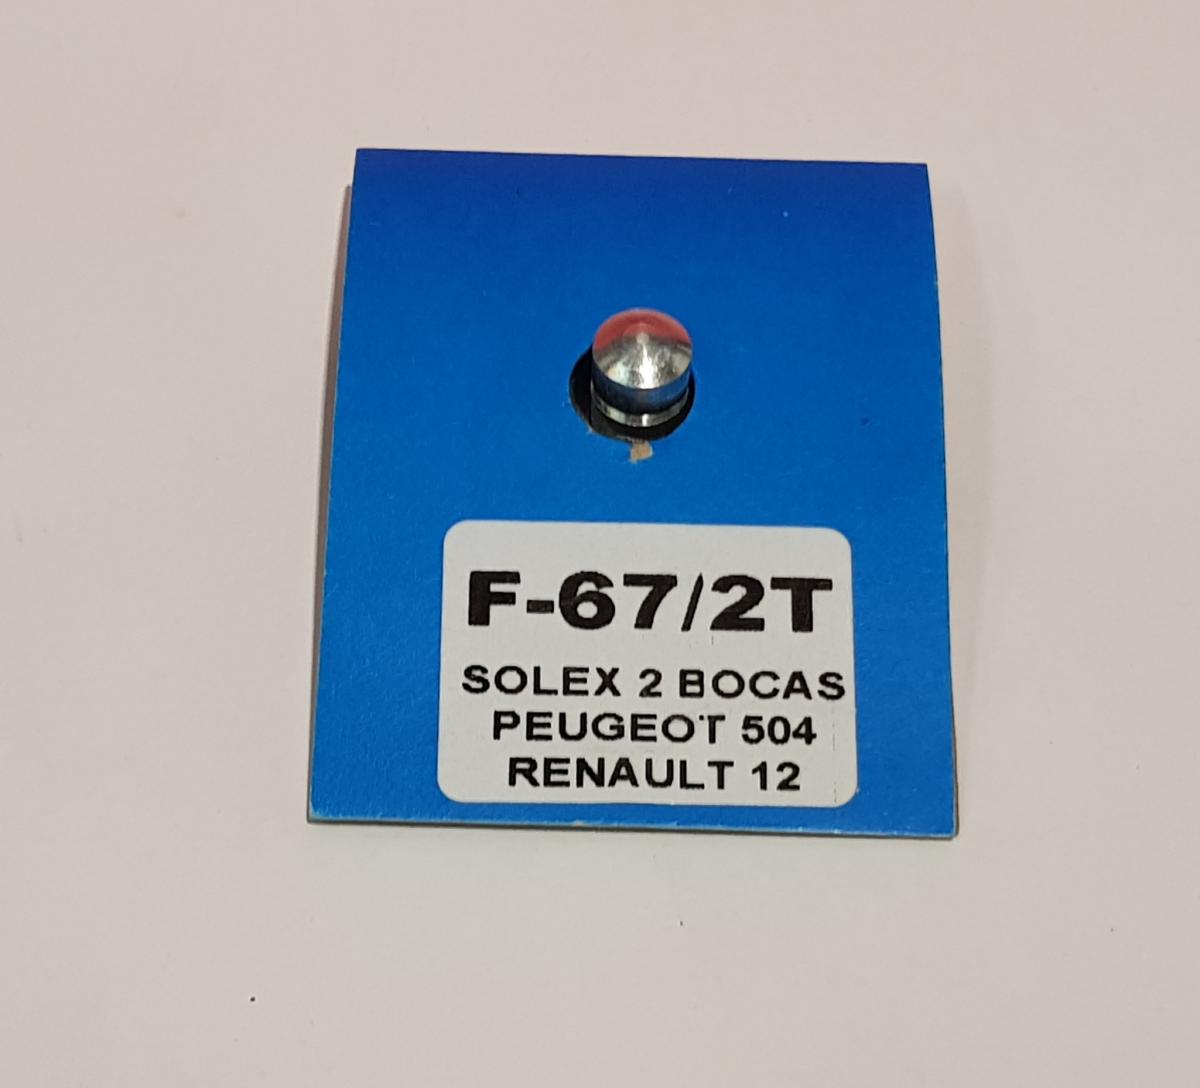 F-67/2T
SOLEX 2 BOCAS
PEUGEOT 504
RENAULT 12